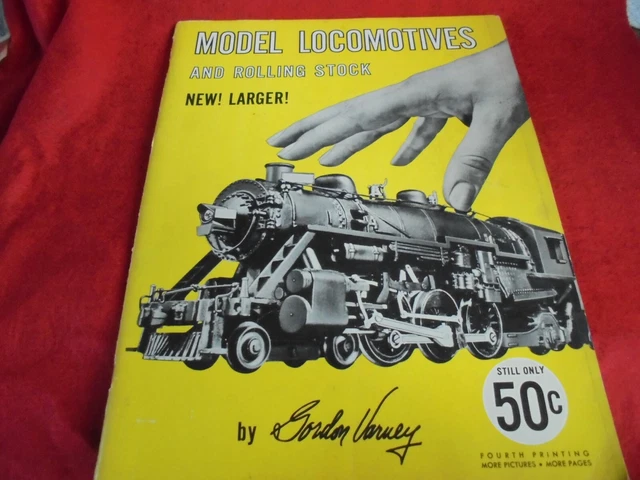 MODEL LOCOMOTIVES
AND ROLLING STOCK
NEW! LARGER!
by Gordon Varney
STILL ONLY
50c
FOURTH PRINTING
MORE PICTURES • MORE PAGES